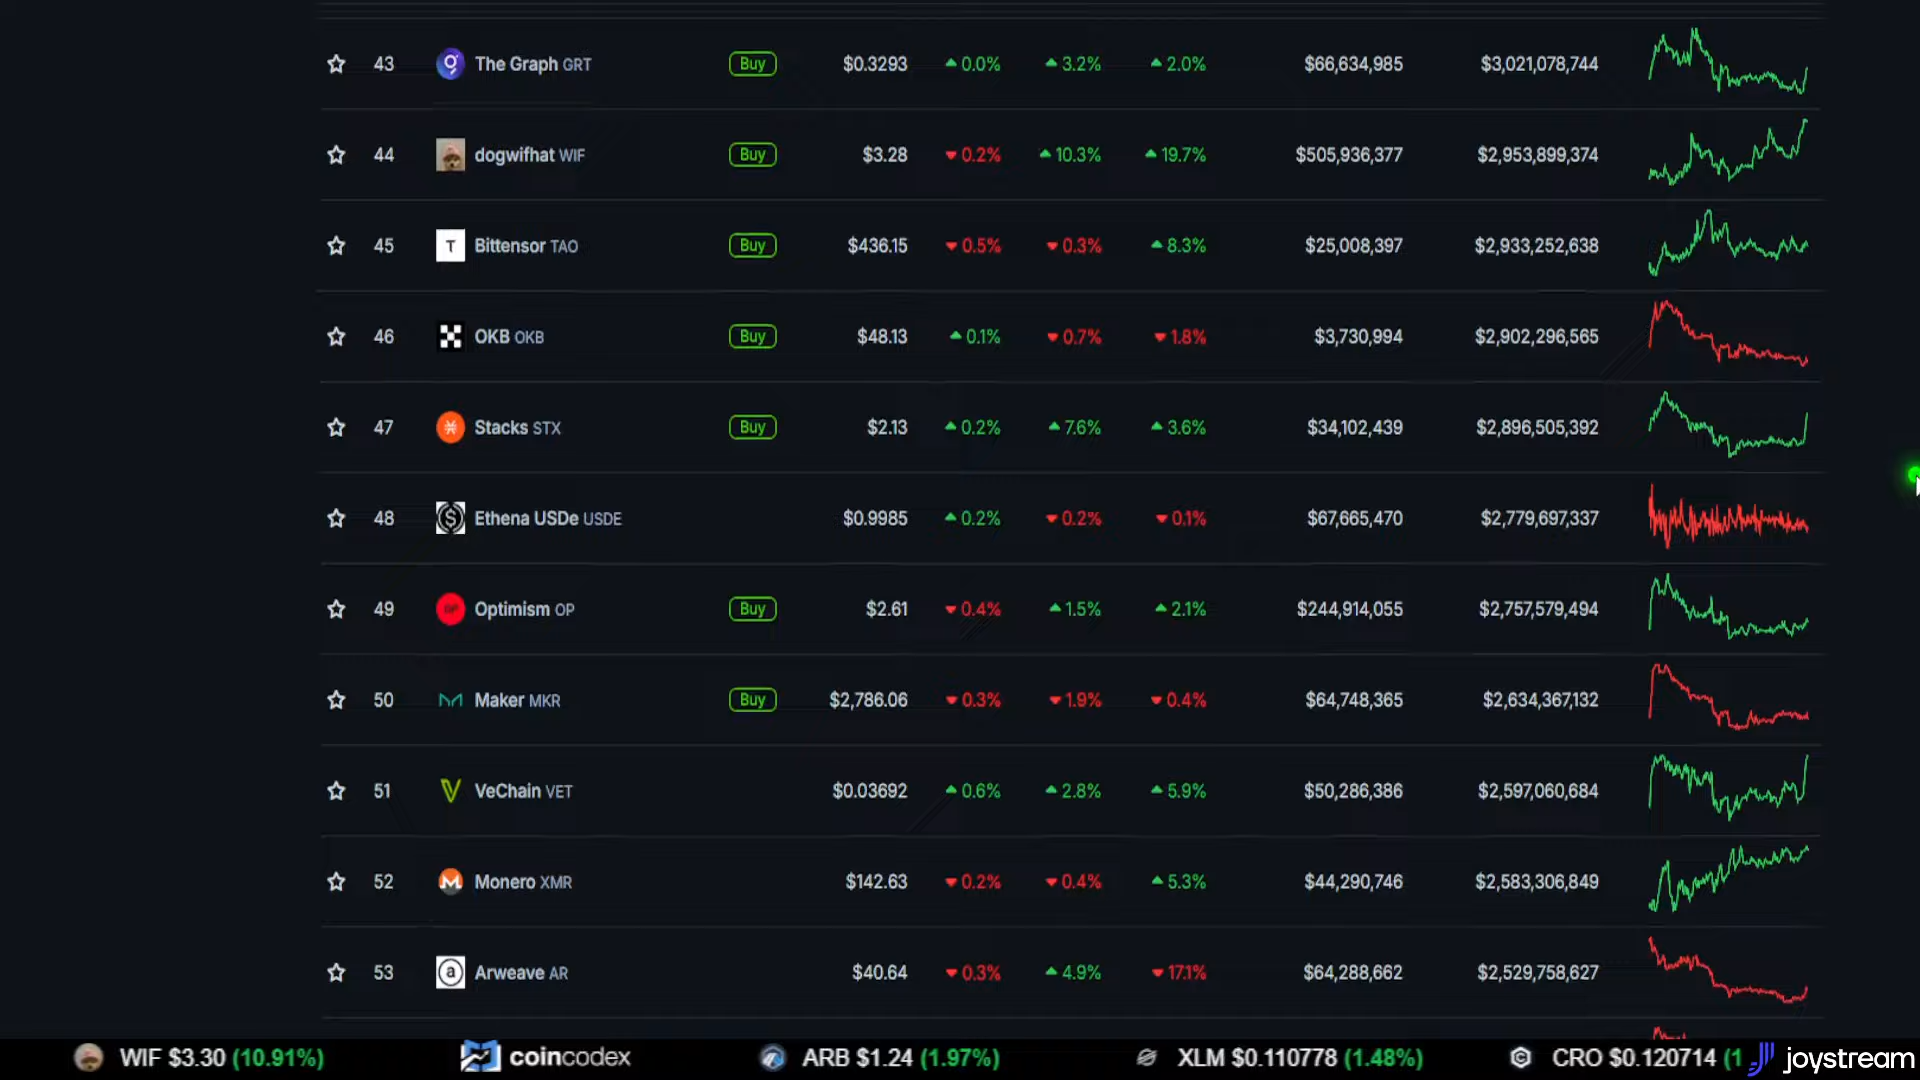 43 The Graph GRT Buy $0.3293 0.0% 3.2% 2.0% $66,634,985 $3,021,078,744
44 dogwifhat WIF Buy $3.28 0.2% 10.3% 19.7% $505,936,377 $2,953,899,374
45 T Bittensor TAO Buy $436.15 0.5% 0.3% 8.3% $25,008,397 $2,933,252,638
46 OKB OKB Buy $48.13 0.1% 0.7% 1.8% $3,730,994 $2,902,296,565
47 Stacks STX Buy $2.13 0.2% 7.6% 3.6% $34,102,439 $2,896,505,392
48 Ethena USDe USDE $0.9985 0.2% 0.2% 0.1% $67,665,470 $2,779,697,337
49 OP Optimism OP Buy $2.61 0.4% 1.5% 2.1% $244,914,055 $2,757,579,494
50 Maker MKR Buy $2,786.06 0.3% 1.9% 0.4% $64,748,365 $2,634,367,132
51 VeChain VET $0.03692 0.6% 2.8% 5.9% $50,286,386 $2,597,060,684
52 Monero XMR $142.63 0.2% 0.4% 5.3% $44,290,746 $2,583,306,849
53 a Arweave AR $40.64 0.3% 4.9% 17.1% $64,288,662 $2,529,758,627
WIF $3.30 (10.91%) coincodex ARB $1.24 (1.97%) XLM $0.110778 (1.48%) CRO $0.120714 (1 joystream